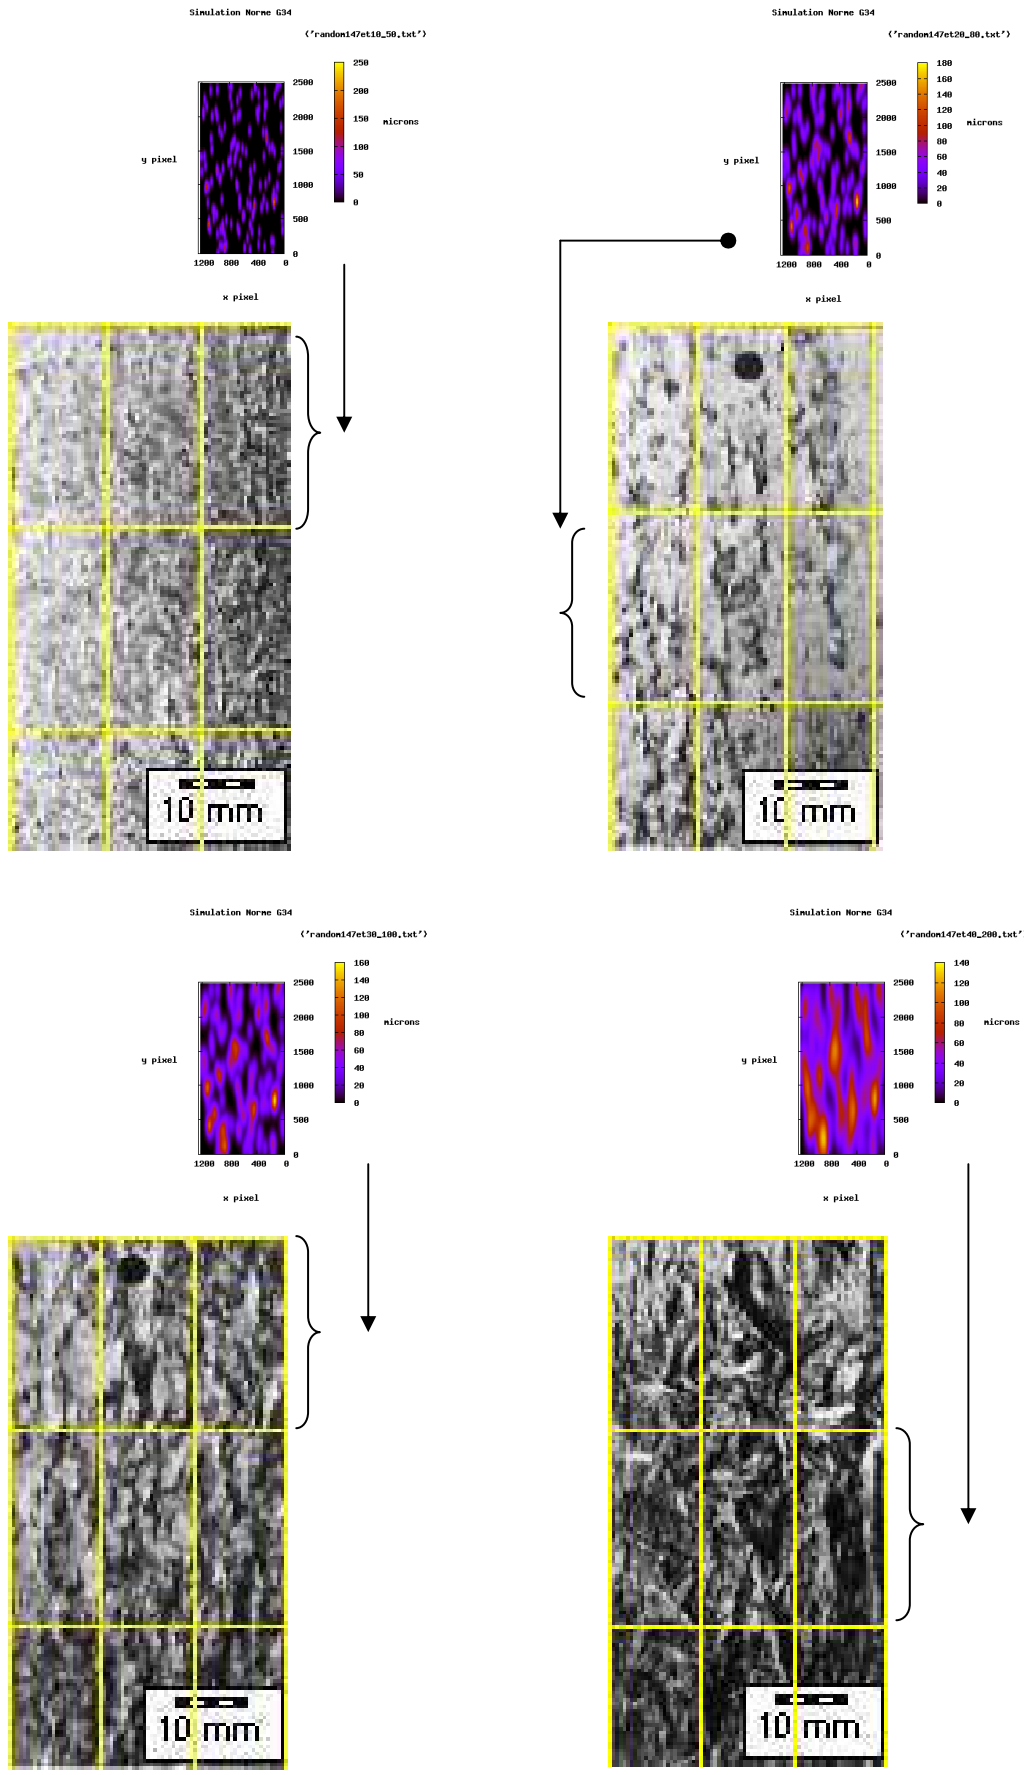 Simulation Norme G34
('random147et10_50.txt')
250
200
150
100
50
0
microns
2500
2000
1500
1000
500
0
y pixel
1200 800 400 0
x pixel
10 mm
Simulation Norme G34
('random147et20_80.txt')
180
160
140
120
100
80
60
40
20
0
microns
2500
2000
1500
1000
500
0
y pixel
1200 800 400 0
x pixel
10 mm
Simulation Norme G34
('random147et30_100.txt')
160
140
120
100
80
60
40
20
0
microns
2500
2000
1500
1000
500
0
y pixel
1200 800 400 0
x pixel
10 mm
Simulation Norme G34
('random147et40_200.txt'
140
120
100
80
60
40
20
0
microns
2500
2000
1500
1000
500
0
y pixel
1200 800 400 0
x pixel
10 mm